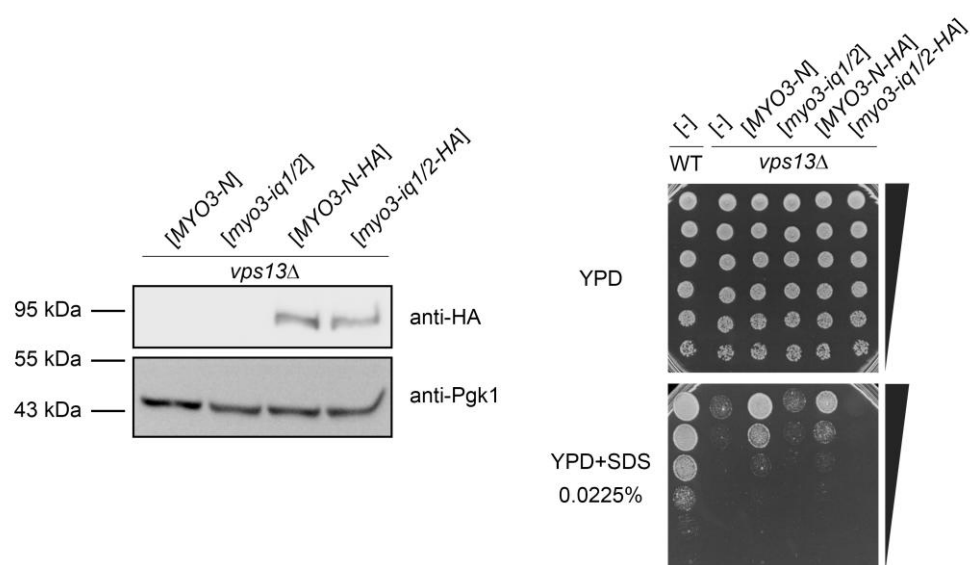 [MYO3-N]
[myo3-iq1/2]
[MYO3-N-HA]
[myo3-iq1/2-HA]
vps13Δ
95 kDa
anti-HA
55 kDa
43 kDa
anti-Pgk1
[-]
[-]
[MYO3-N]
[myo3-iq1/2]
[MYO3-N-HA]
[myo3-iq1/2-HA]
WT
vps13Δ
YPD
YPD+SDS
0.0225%